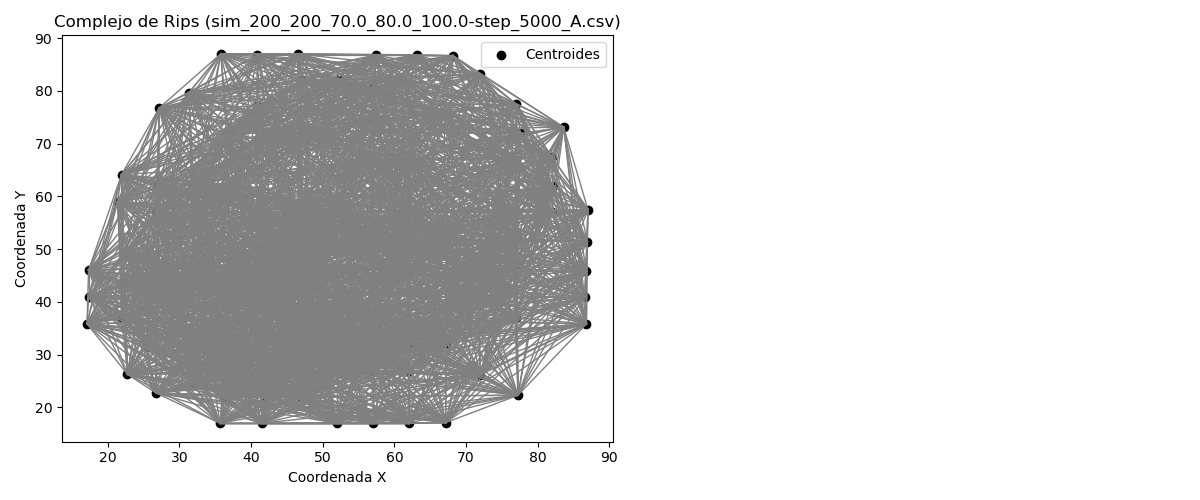 Complejo de Rips (sim_200_200_70.0_80.0_100.0-step_5000_A.csv)
Centroides
Coordenada Y
90
80
70
60
50
40
30
20
20 30 40 50 60 70 80 90
Coordenada X